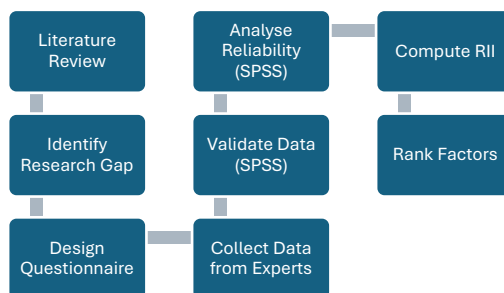 Literature
Review
Identify
Research Gap
Design
Questionnaire
Collect Data
from Experts
Validate Data
(SPSS)
Analyse
Reliability
(SPSS)
Compute RII
Rank Factors